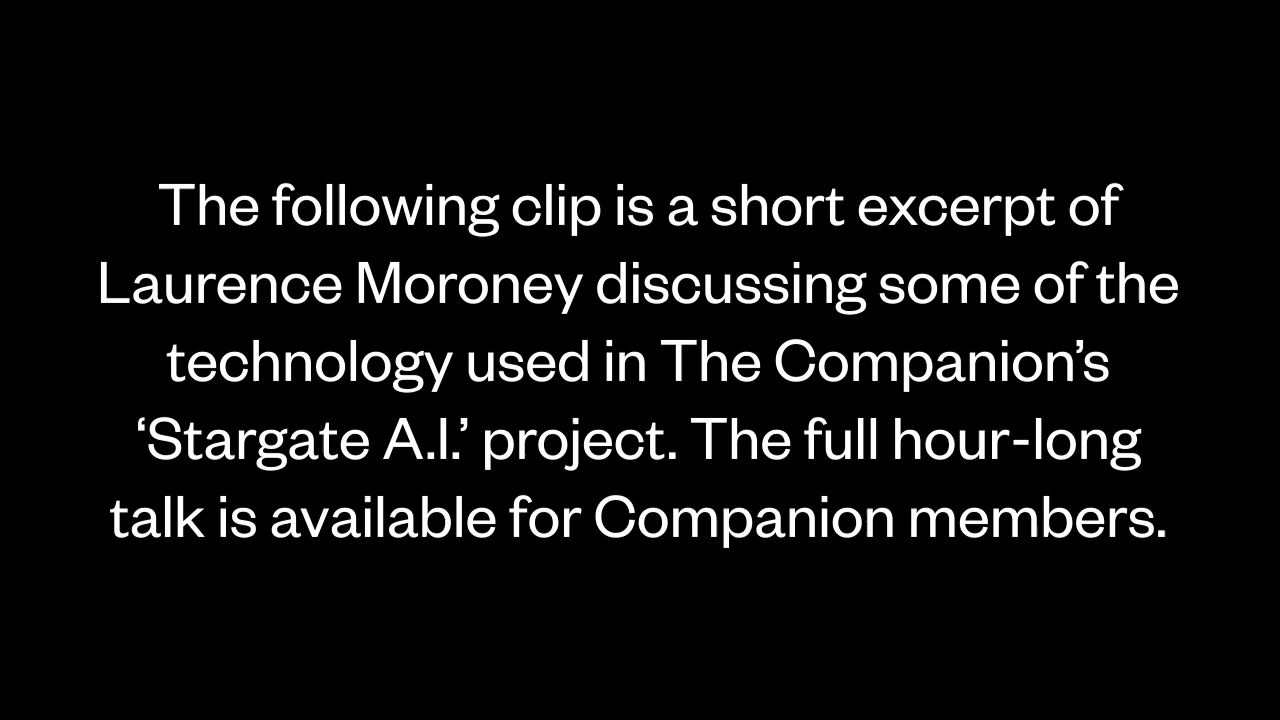 The following clip is a short excerpt of
Laurence Moroney discussing some of the
technology used in The Companion’s
‘Stargate A.I.’ project. The full hour-long
talk is available for Companion members.